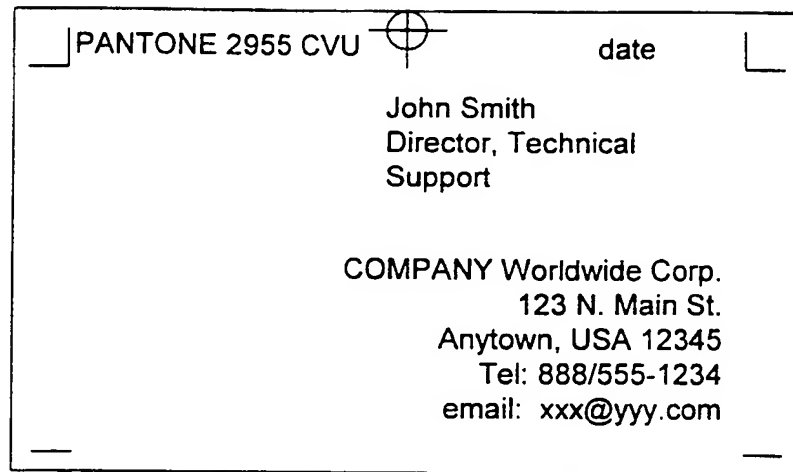 PANTONE 2955 CVU date
John Smith
Director, Technical
Support
COMPANY Worldwide Corp.
123 N. Main St.
Anytown, USA 12345
Tel: 888/555-1234
email: xxx@yyy.com